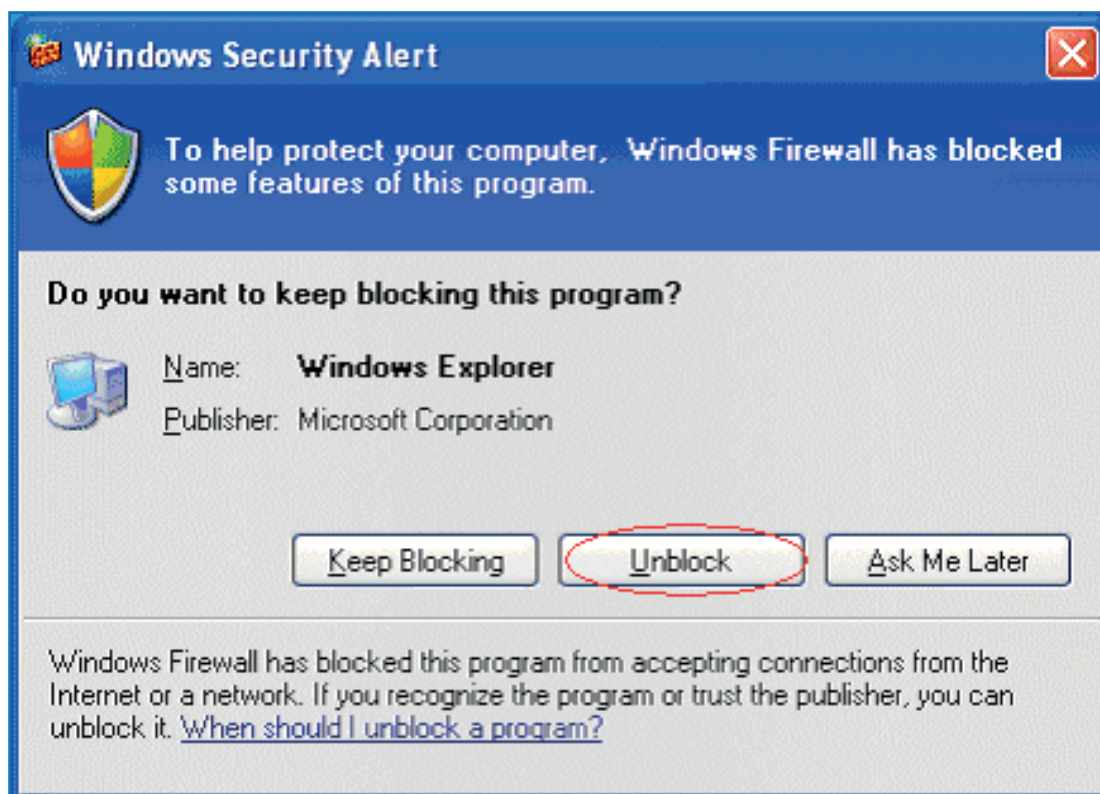 Windows Security Alert
To help protect your computer, Windows Firewall has blocked
some features of this program.
Do you want to keep blocking this program?
Name: Windows Explorer
Publisher: Microsoft Corporation
Keep Blocking Unblock Ask Me Later
Windows Firewall has blocked this program from accepting connections from the
Internet or a network. If you recognize the program or trust the publisher, you can
unblock it. When should I unblock a program?